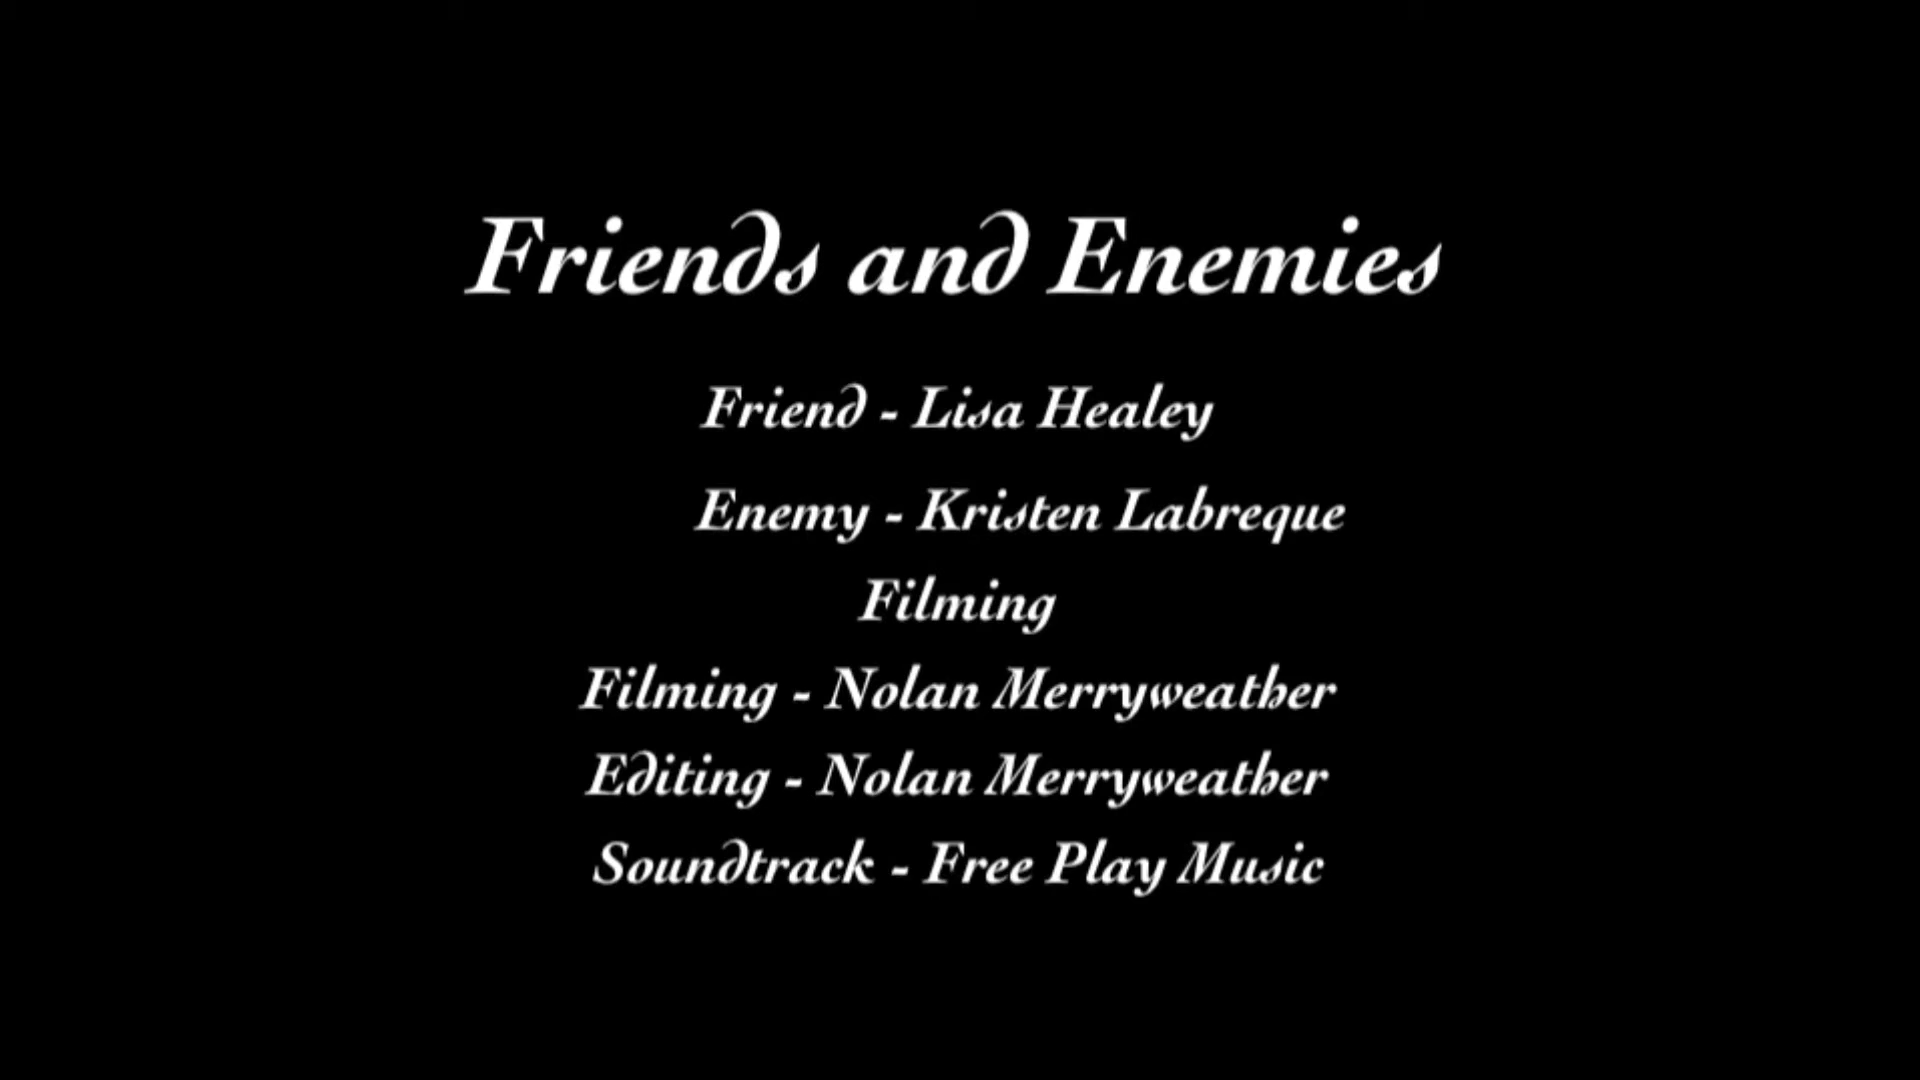 Friends and Enemies
Friend - Lisa Healey
Enemy - Kristen Labreque
Filming
Filming - Nolan Merryweather
Editing - Nolan Merryweather
Soundtrack - Free Play Music